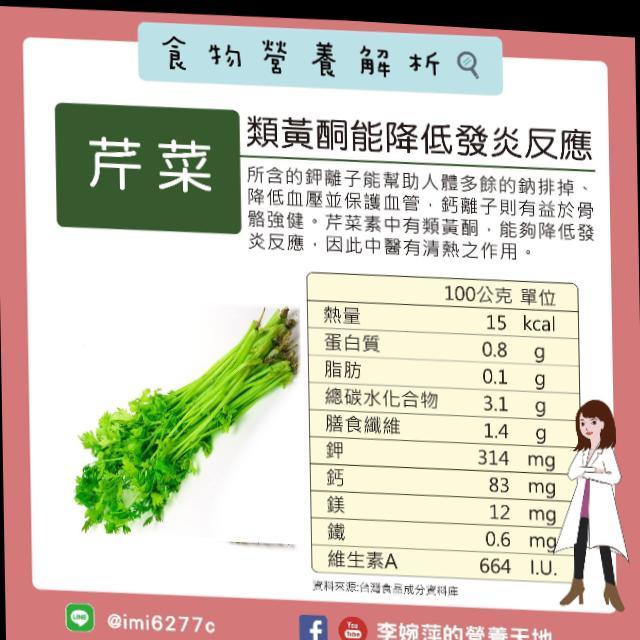 食物營養解析
芹菜
類黃酮能降低發炎反應
所含的鉀離子能幫助人體多餘的鈉排掉、
降低血壓並保護血管，鈣離子則有益於骨
骼強健。芹菜素中有類黃酮，能夠降低發
炎反應，因此中醫有清熱之作用。
100公克 單位
熱量 15 kcal
蛋白質 0.8 g
脂肪 0.1 g
總碳水化合物 3.1 g
膳食纖維 1.4 g
鉀 314 mg
鈣 83 mg
鎂 12 mg
鐵 0.6 mg
維生素A 664 I.U.
資料來源:台灣食品成分資料庫
LINE @imi6277c
f You Tube 李婉萍的營養天地